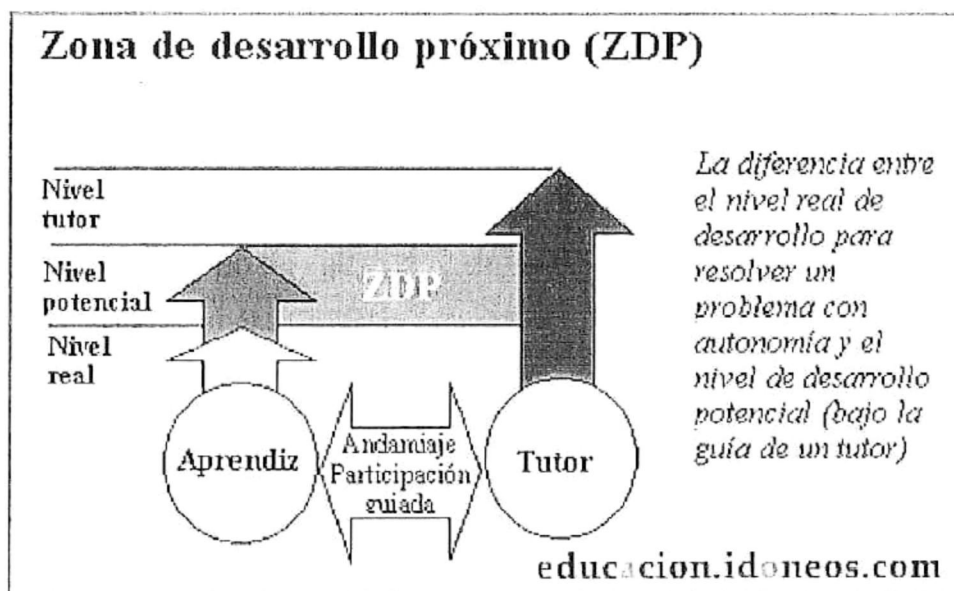 Zona de desarrollo próximo (ZDP)
Nivel
tutor
Nivel
potencial
Nivel
real
ZDP
Aprendiz
Andamiaje
Participación
guiada
Tutor
La diferencia entre
el nivel real de
desarrollo para
resolver un
problema con
autonomía y el
nivel de desarrollo
potencial (bajo la
guía de un tutor)
educacion.idoneos.com